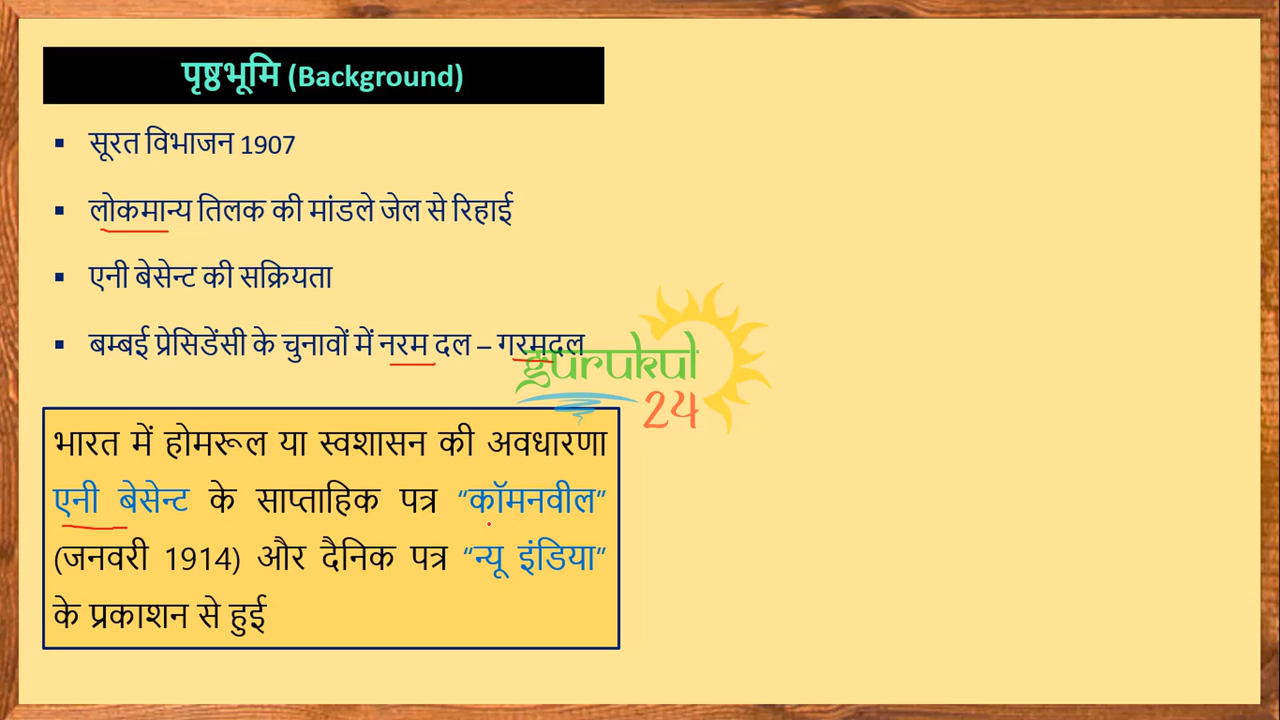 पृष्ठभूमि (Background)
▪ सूरत विभाजन 1907
▪ लोकमान्य तिलक की मांडले जेल से रिहाई
▪ एनी बेसेन्ट की सक्रियता
▪ बम्बई प्रेसिडेंसी के चुनावों में नरम दल – गरमदल
gurukul
24
भारत में होमरूल या स्वशासन की अवधारणा
एनी बेसेन्ट के साप्ताहिक पत्र “कॉमनवील”
(जनवरी 1914) और दैनिक पत्र “न्यू इंडिया”
के प्रकाशन से हुई